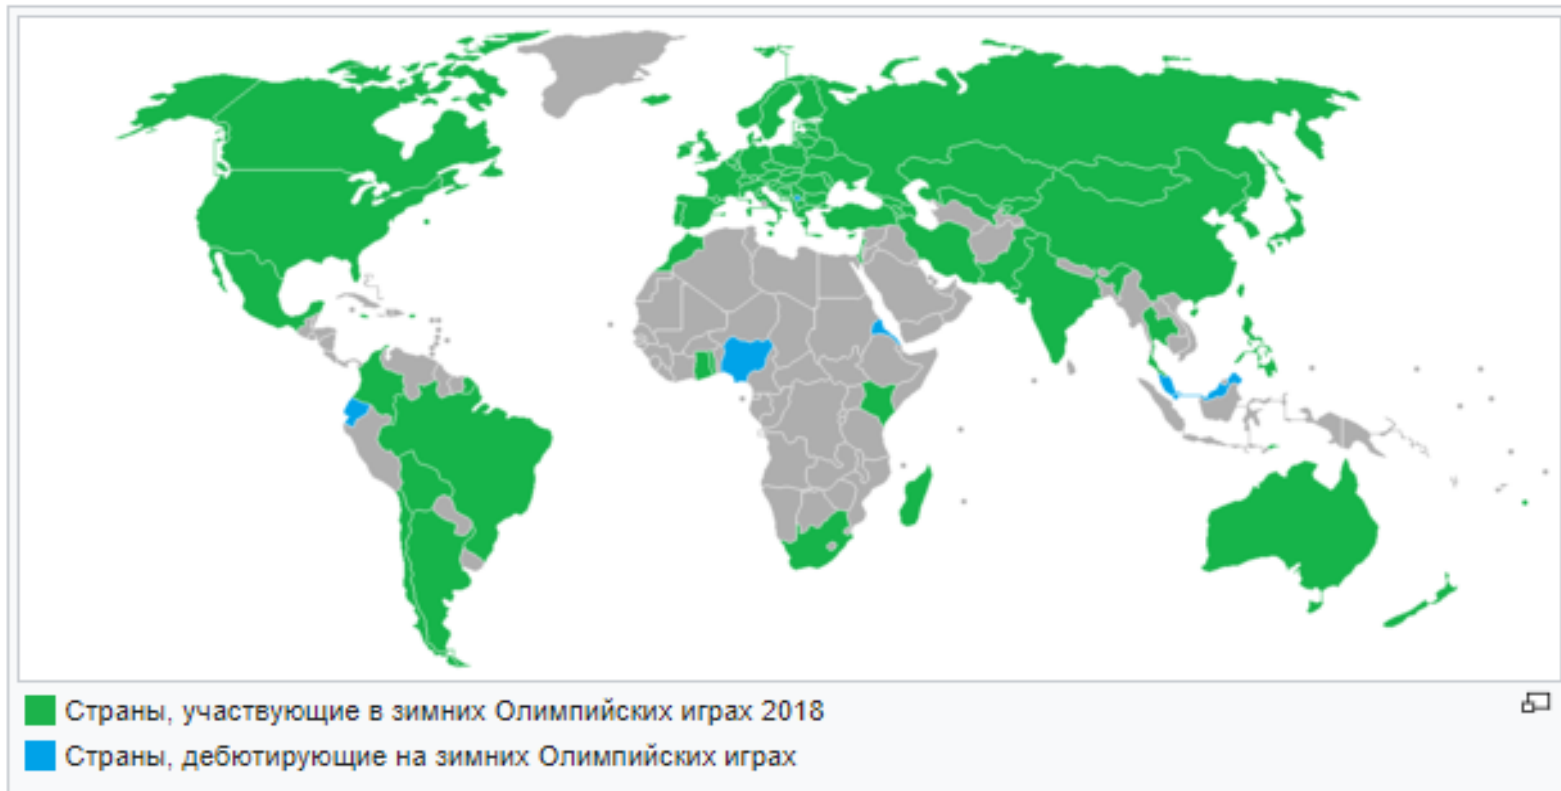 Страны, участвующие в зимних Олимпийских играх 2018
Страны, дебютирующие на зимних Олимпийских играх